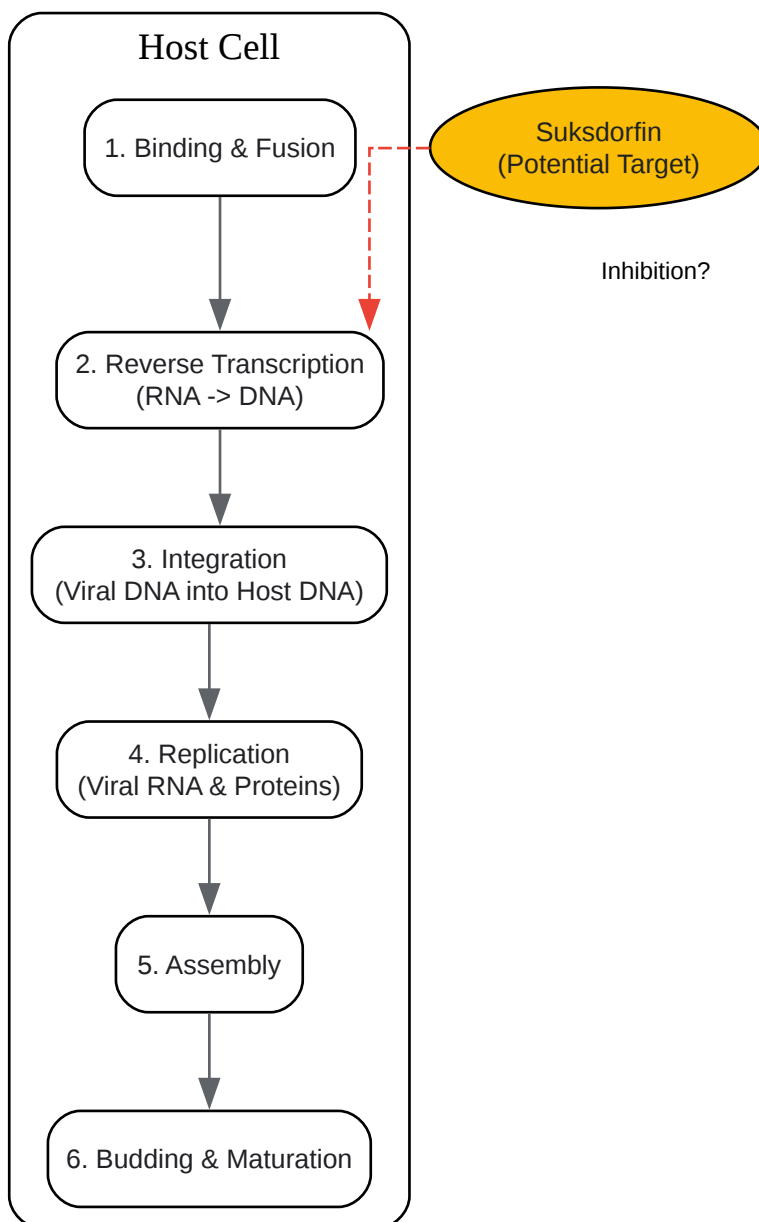 Host Cell
1. Binding & Fusion
Suksdorfin
(Potential Target)
Inhibition?
2. Reverse Transcription
(RNA -> DNA)
3. Integration
(Viral DNA into Host DNA)
4. Replication
(Viral RNA & Proteins)
5. Assembly
6. Budding & Maturation